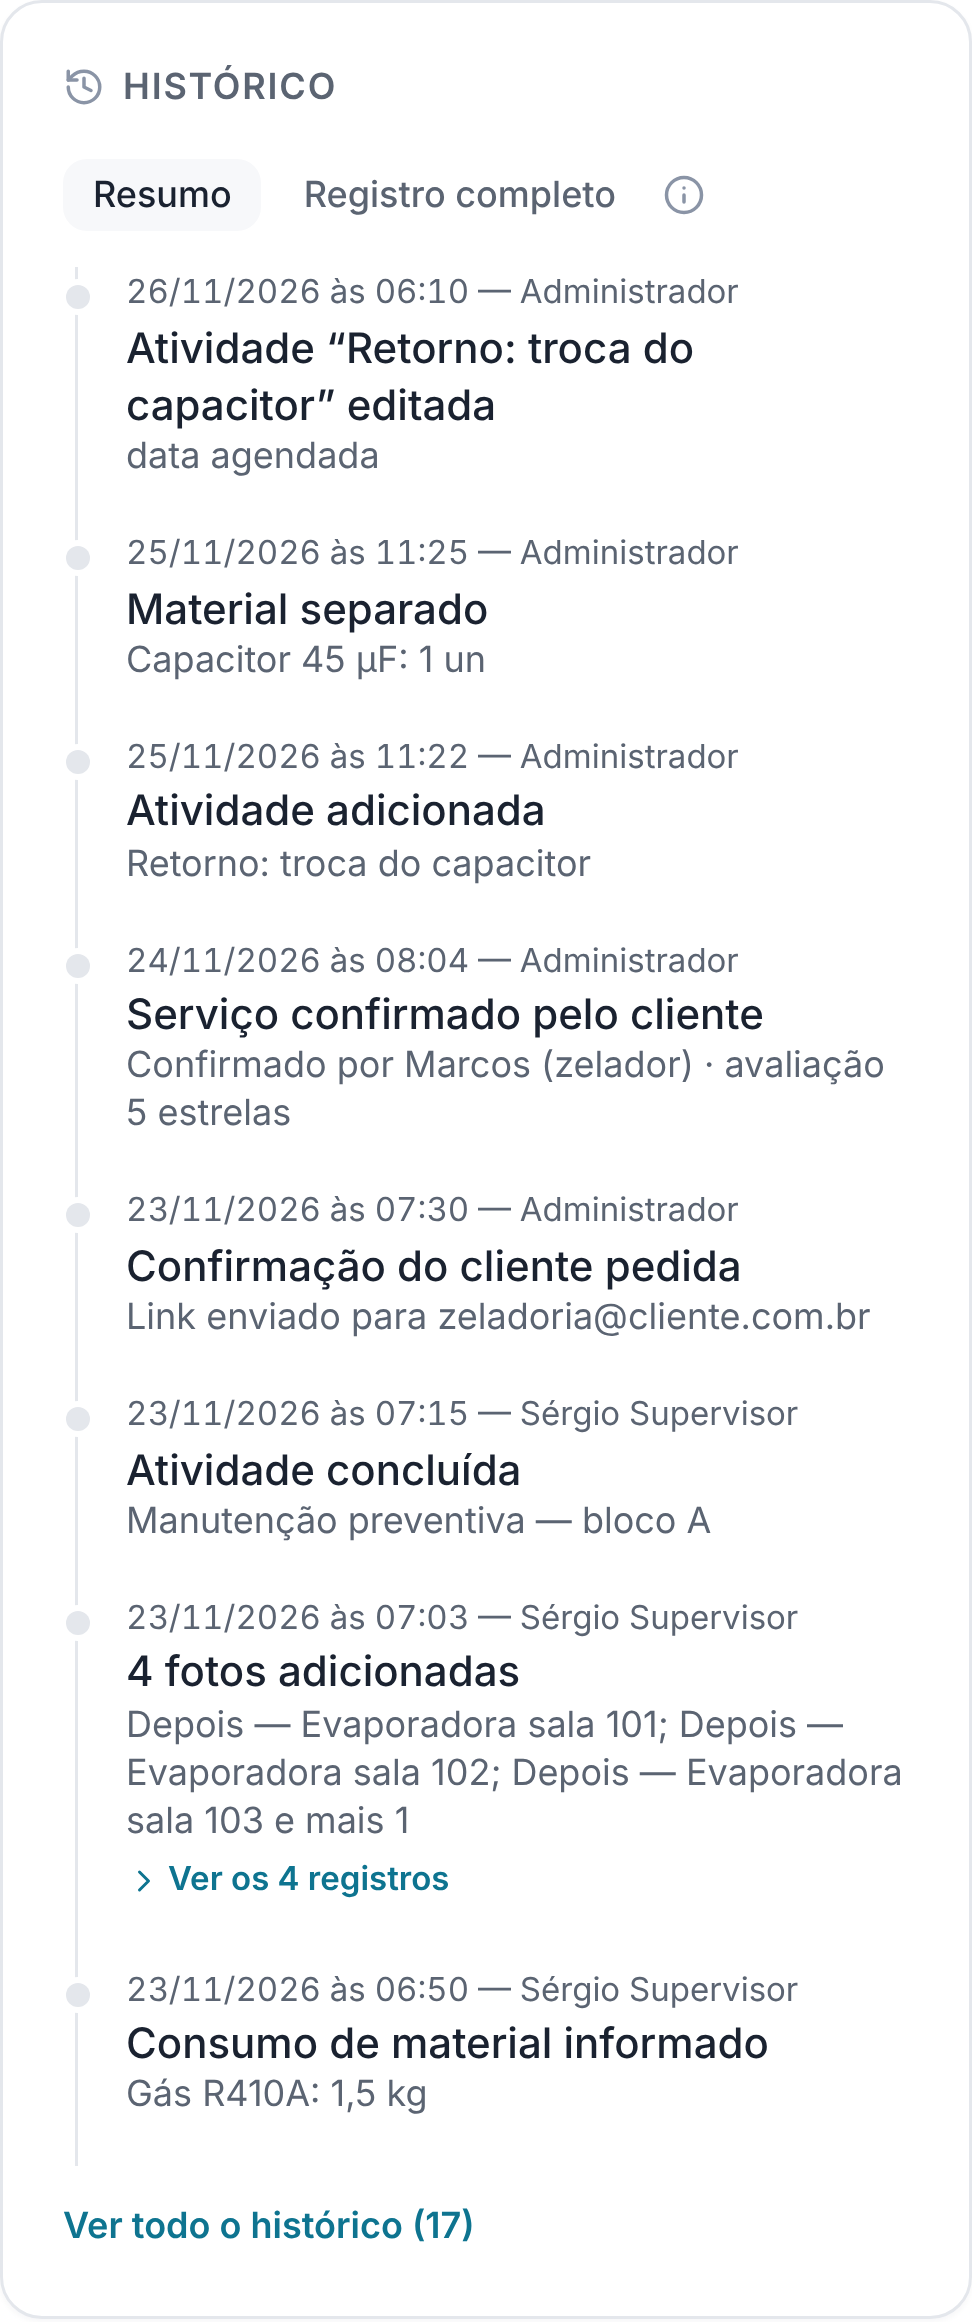 HISTÓRICO
Resumo
Registro completo
26/11/2026 às 06:10 — Administrador
Atividade “Retorno: troca do
capacitor” editada
data agendada
25/11/2026 às 11:25 — Administrador
Material separado
Capacitor 45 µF: 1 un
25/11/2026 às 11:22 — Administrador
Atividade adicionada
Retorno: troca do capacitor
24/11/2026 às 08:04 — Administrador
Serviço confirmado pelo cliente
Confirmado por Marcos (zelador) · avaliação
5 estrelas
23/11/2026 às 07:30 — Administrador
Confirmação do cliente pedida
Link enviado para zeladoria@cliente.com.br
23/11/2026 às 07:15 — Sérgio Supervisor
Atividade concluída
Manutenção preventiva — bloco A
23/11/2026 às 07:03 — Sérgio Supervisor
4 fotos adicionadas
Depois — Evaporadora sala 101; Depois —
Evaporadora sala 102; Depois — Evaporadora
sala 103 e mais 1
Ver os 4 registros
23/11/2026 às 06:50 — Sérgio Supervisor
Consumo de material informado
Gás R410A: 1,5 kg
Ver todo o histórico (17)